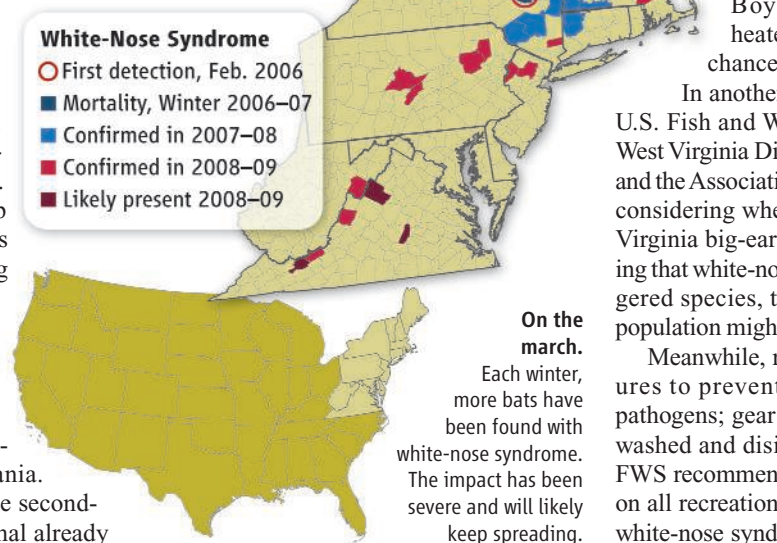 White-Nose Syndrome
First detection, Feb. 2006
Mortality, Winter 2006–07
Confirmed in 2007–08
Confirmed in 2008–09
Likely present 2008–09
On the
march.
Each winter,
more bats have
been found with
white-nose syndrome.
The impact has been
severe and will likely
keep spreading.
ania.
e second-
nal already
Boy
heate
chance
In another
U.S. Fish and W
West Virginia Di
and the Associati
considering whe
Virginia big-ear
ing that white-no
gered species, t
population migh
Meanwhile, r
ures to prevent
pathogens; gear
washed and disi
FWS recommen
on all recreation
white-nose synd